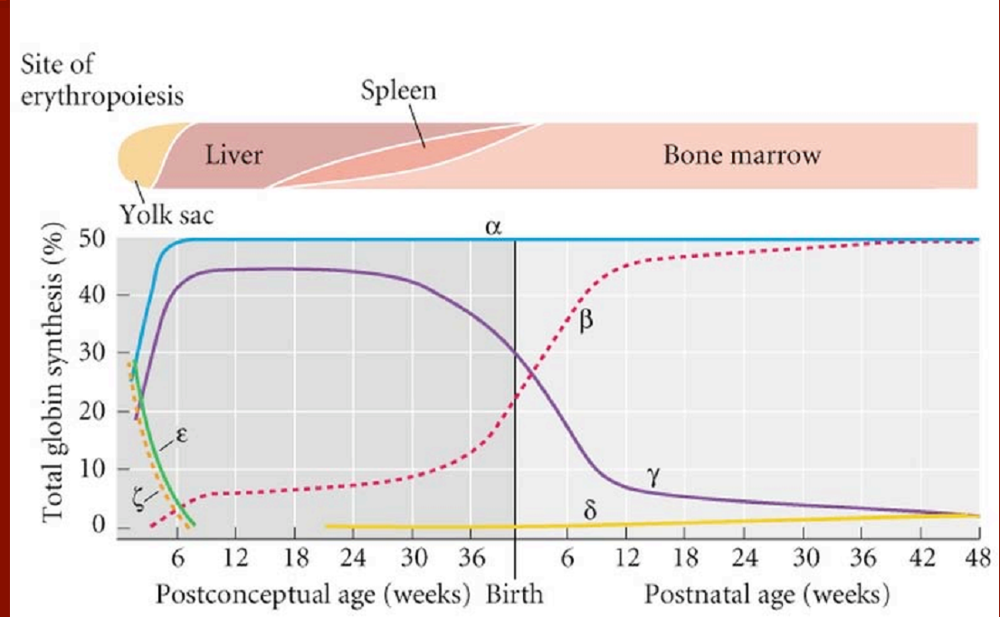 Site of
erythropoiesis
Spleen
Liver
Bone marrow
Yolk sac
Total globin synthesis (%)
50
40
30
20
10
0
α
β
γ
δ
ε
ζ
6 12 18 24 30 36 6 12 18 24 30 36 42 48
Postconceptual age (weeks) Birth Postnatal age (weeks)